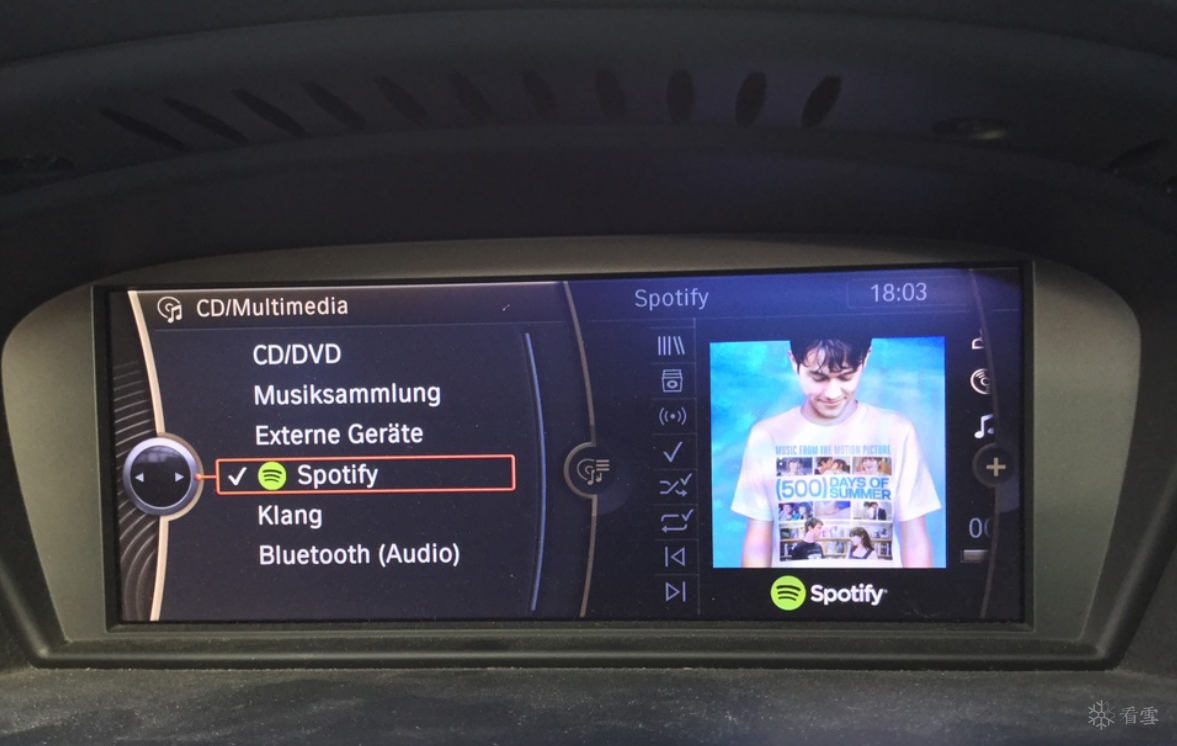 CD/Multimedia
Spotify
18:03
CD/DVD
Musiksammlung
Externe Geräte
Spotify
Klang
Bluetooth (Audio)
MUSIC FROM THE MOTION PICTURE
(500) DAYS OF
SUMMER
Spotify
看雪